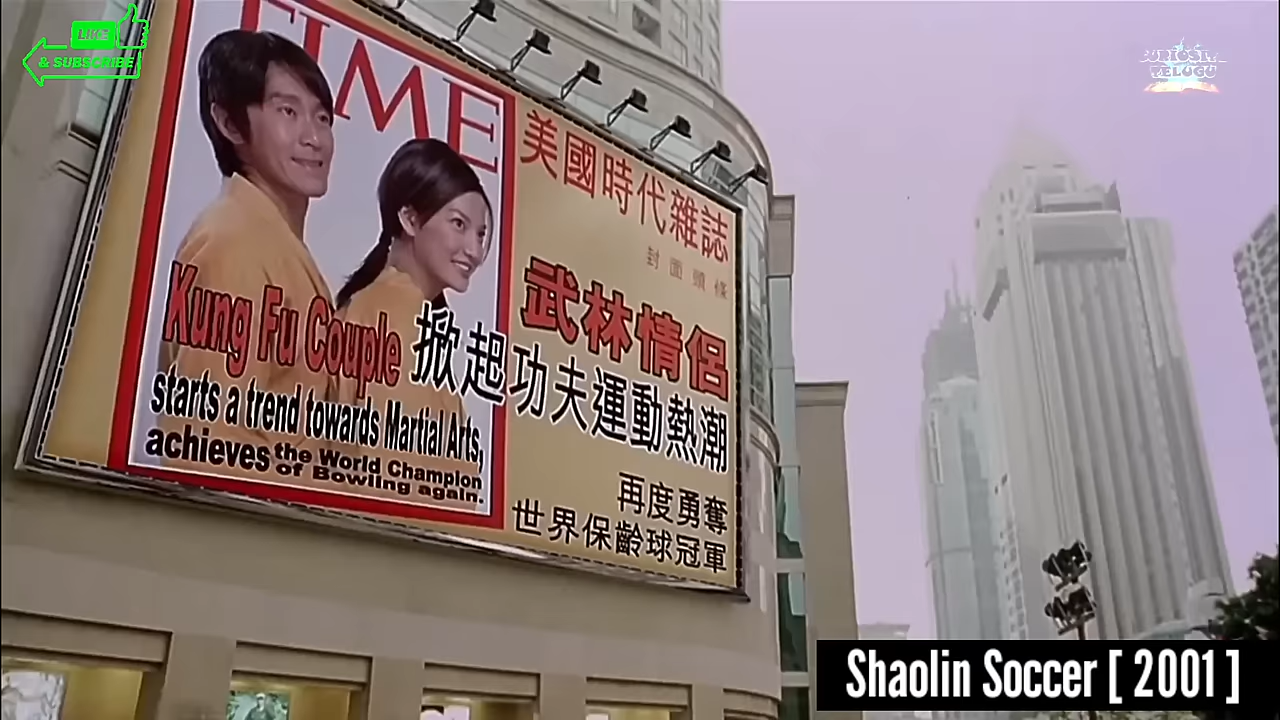 LIKE
& SUBSCRIBE
CURIOSITY
TELUGU
TIME
美國時代雜誌
封面頭條
武林情侶
Kung Fu Couple
掀起功夫運動熱潮
starts a trend towards Martial Arts,
achieves the World Champion
of Bowling again.
再度勇奪
世界保齡球冠軍
Shaolin Soccer [ 2001 ]